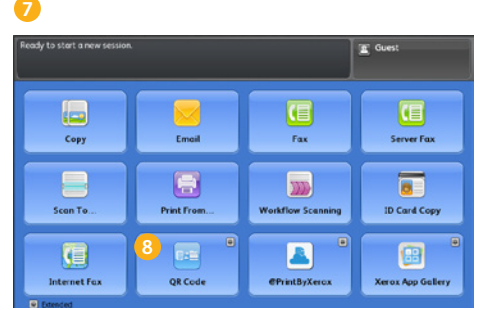 7
Ready to start a new session.
Guest
Copy
Email
Fax
Server Fax
Scan To...
Print From...
Workflow Scanning
ID Card Copy
8
Internet Fax
QR Code
@PrintByXerox
Xerox App Gallery
Extended